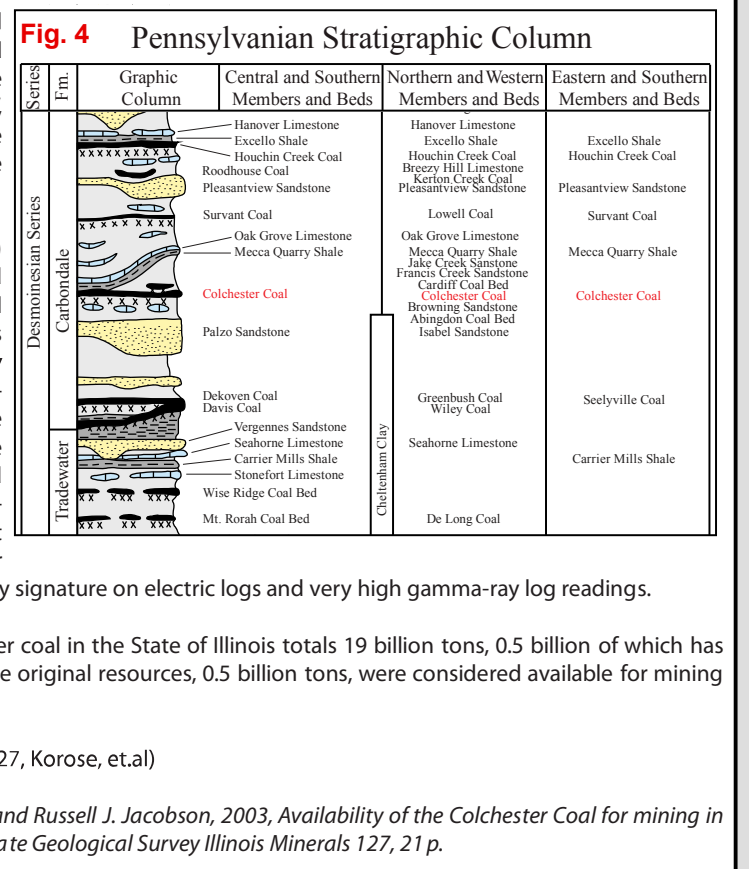 Fig. 4
Pennsylvanian Stratigraphic Column
Series
Fm.
Graphic Column
Central and Southern Members and Beds
Northern and Western Members and Beds
Eastern and Southern Members and Beds
Desmoinesian Series
Carbondale
Tradewater
Hanover Limestone
Excello Shale
Houchin Creek Coal
Roodhouse Coal
Pleasantview Sandstone
Survant Coal
Oak Grove Limestone
Mecca Quarry Shale
Colchester Coal
Palzo Sandstone
Dekoven Coal
Davis Coal
Vergennes Sandstone
Seahorne Limestone
Carrier Mills Shale
Stonefort Limestone
Wise Ridge Coal Bed
Mt. Rorah Coal Bed
Cheltenham Clay
Hanover Limestone
Excello Shale
Houchin Creek Coal
Breezy Hill Limestone
Kerton Creek Coal
Pleasantview Sandstone
Lowell Coal
Oak Grove Limestone
Mecca Quarry Shale
Jake Creek Sanstone
Francis Creek Sandstone
Cardiff Coal Bed
Colchester Coal
Browning Sandstone
Abingdon Coal Bed
Isabel Sandstone
Greenbush Coal
Wiley Coal
Seahorne Limestone
De Long Coal
Excello Shale
Houchin Creek Coal
Pleasantview Sandstone
Survant Coal
Mecca Quarry Shale
Colchester Coal
Seelyville Coal
Carrier Mills Shale
y signature on electric logs and very high gamma-ray log readings.
er coal in the State of Illinois totals 19 billion tons, 0.5 billion of which has
e original resources, 0.5 billion tons, were considered available for mining
27, Korose, et.al)
and Russell J. Jacobson, 2003, Availability of the Colchester Coal for mining in
ate Geological Survey Illinois Minerals 127, 21 p.